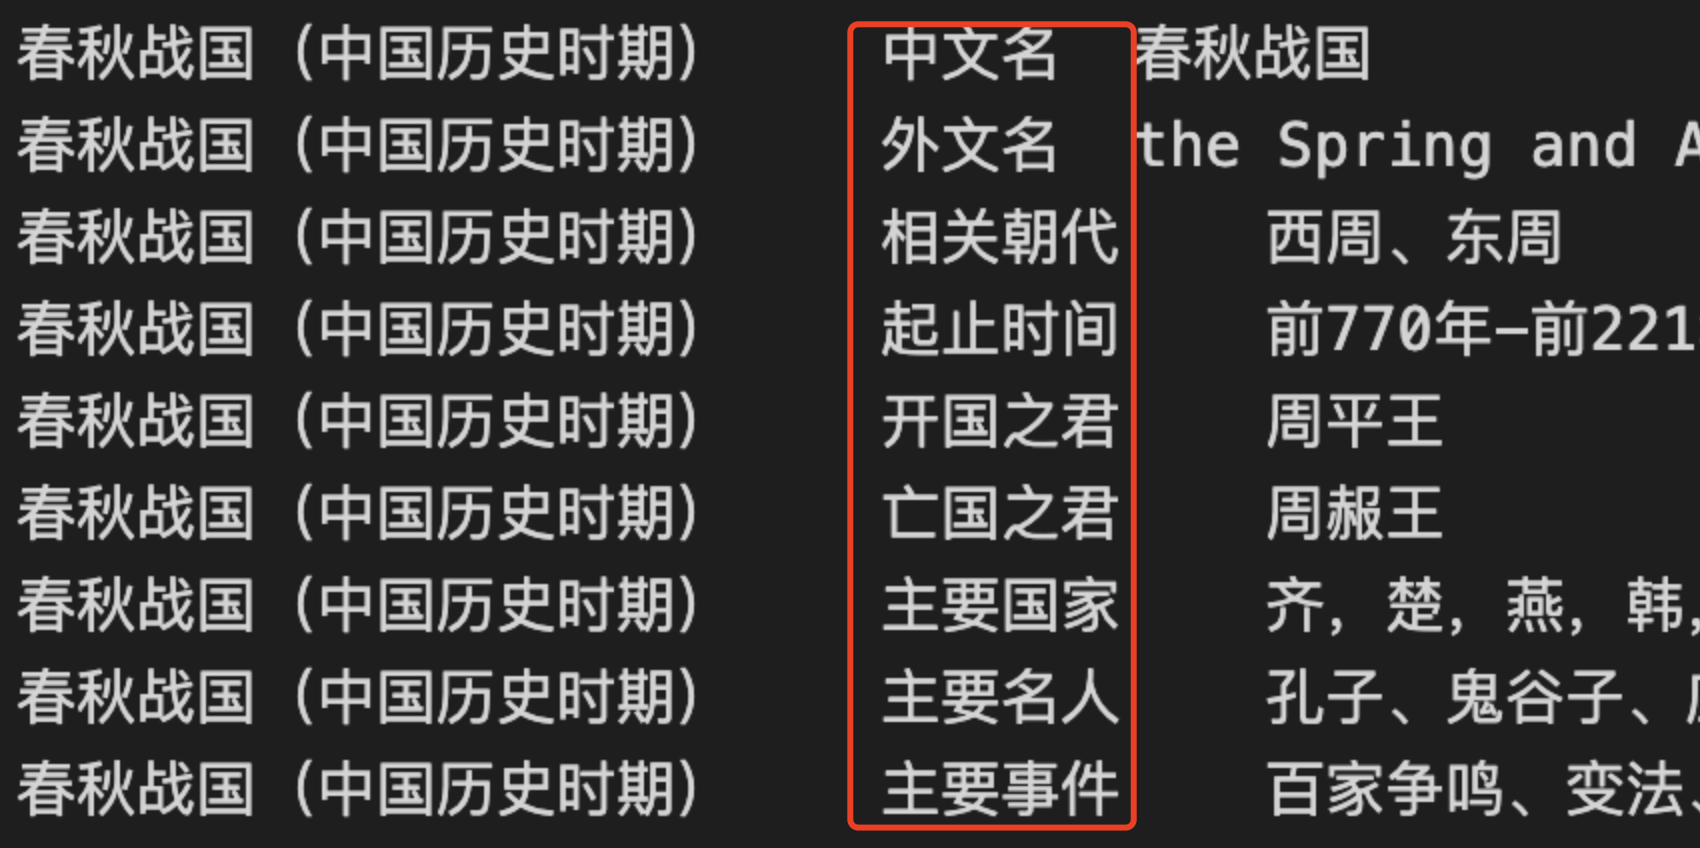 春秋战国（中国历史时期） 中文名 春秋战国
春秋战国（中国历史时期） 外文名 the Spring and A
春秋战国（中国历史时期） 相关朝代 西周、东周
春秋战国（中国历史时期） 起止时间 前770年—前221
春秋战国（中国历史时期） 开国之君 周平王
春秋战国（中国历史时期） 亡国之君 周赧王
春秋战国（中国历史时期） 主要国家 齐，楚，燕，韩，
春秋战国（中国历史时期） 主要名人 孔子、鬼谷子、
春秋战国（中国历史时期） 主要事件 百家争鸣、变法、